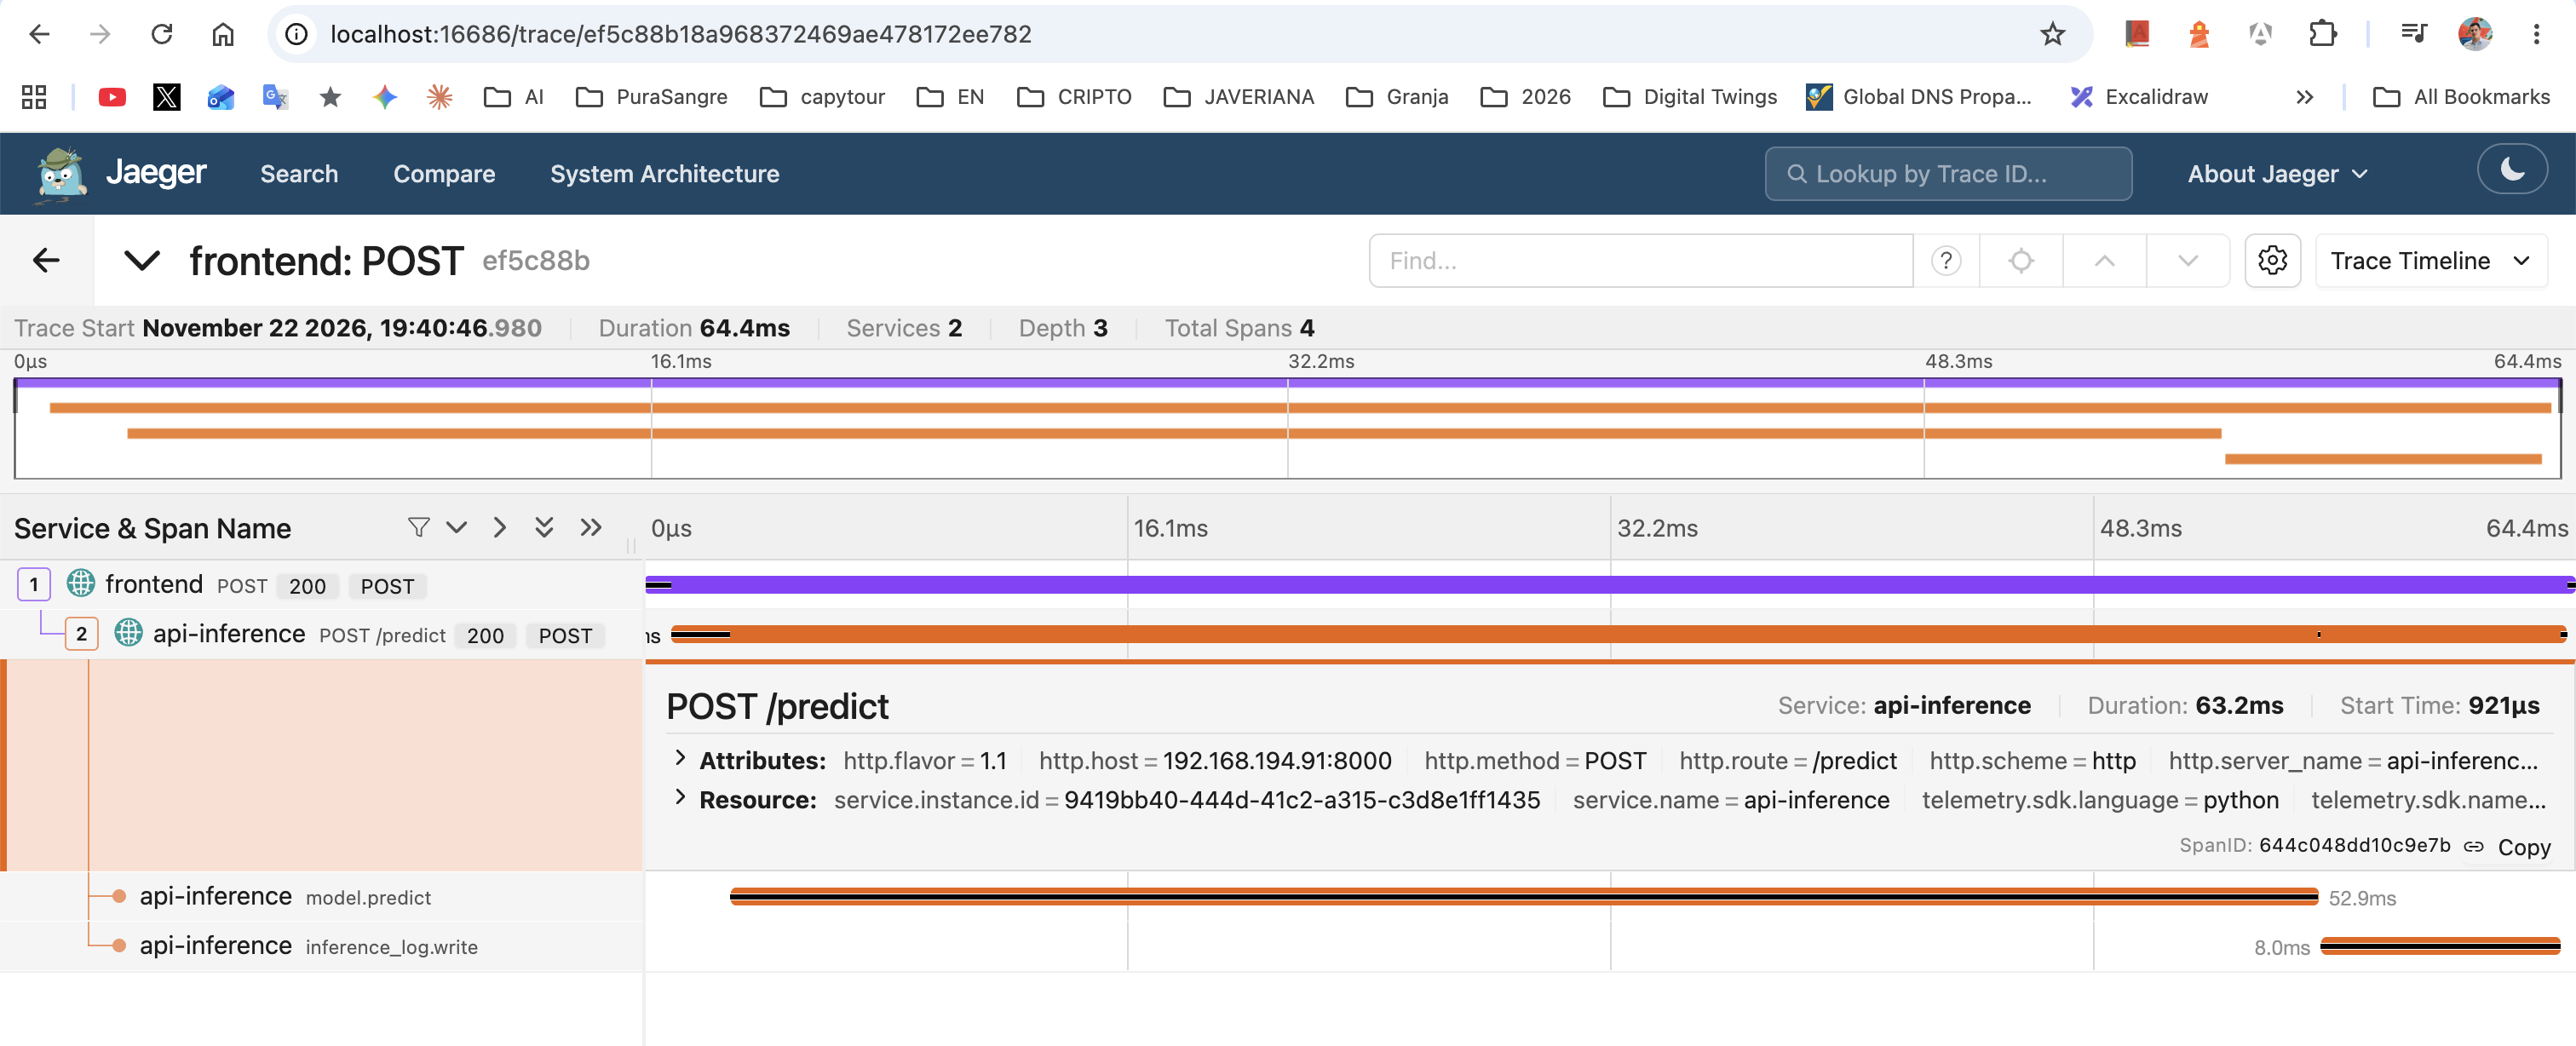 localhost:16686/trace/ef5c88b18a968372469ae478172ee782
AI PuraSangre capytour EN CRIPTO JAVERIANA Granja 2026 Digital Twings Global DNS Propa... Excalidraw All Bookmarks
Jaeger Search Compare System Architecture Lookup by Trace ID... About Jaeger
frontend: POST ef5c88b Find... Trace Timeline
Trace Start November 22 2026, 19:40:46.980 Duration 64.4ms Services 2 Depth 3 Total Spans 4
0μs 16.1ms 32.2ms 48.3ms 64.4ms
Service & Span Name 0μs 16.1ms 32.2ms 48.3ms 64.4ms
1 frontend POST 200 POST
2 api-inference POST /predict 200 POST
POST /predict Service: api-inference Duration: 63.2ms Start Time: 921μs
Attributes: http.flavor = 1.1 http.host = 192.168.194.91:8000 http.method = POST http.route = /predict http.scheme = http http.server_name = api-inferenc...
Resource: service.instance.id = 9419bb40-444d-41c2-a315-c3d8e1ff1435 service.name = api-inference telemetry.sdk.language = python telemetry.sdk.name...
SpanID: 644c048dd10c9e7b Copy
api-inference model.predict 52.9ms
api-inference inference_log.write 8.0ms